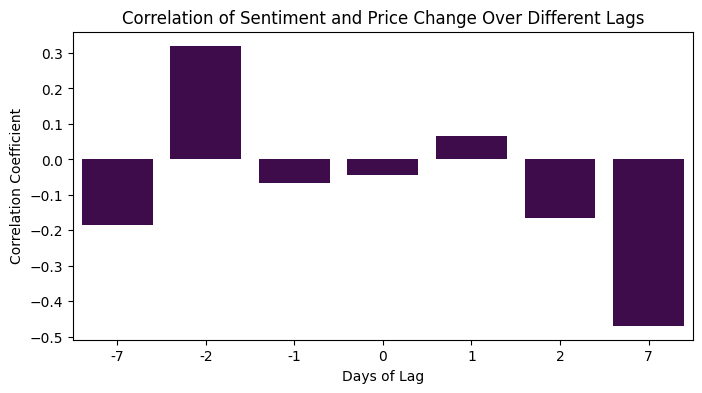 Correlation of Sentiment and Price Change Over Different Lags
0.3
0.2
0.1
0.0
−0.1
−0.2
−0.3
−0.4
−0.5
Correlation Coefficient
-7 -2 -1 0 1 2 7
Days of Lag